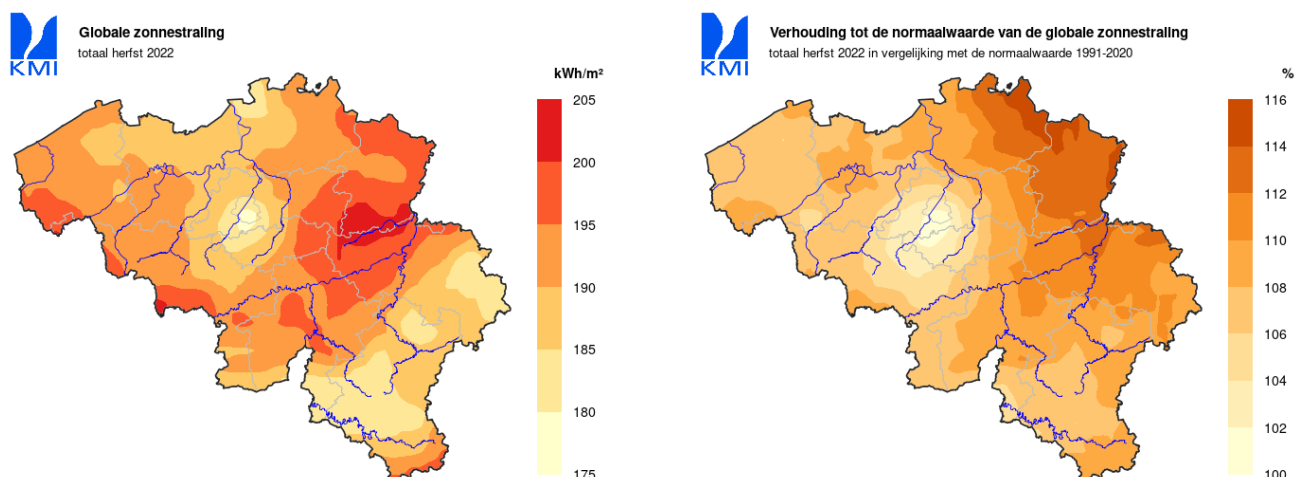 KMI
Globale zonnestraling
totaal herfst 2022
kWh/m²
205
200
195
190
185
180
175
KMI
Verhouding tot de normaalwaarde van de globale zonnestraling
totaal herfst 2022 in vergelijking met de normaalwaarde 1991-2020
%
116
114
112
110
108
106
104
102
100